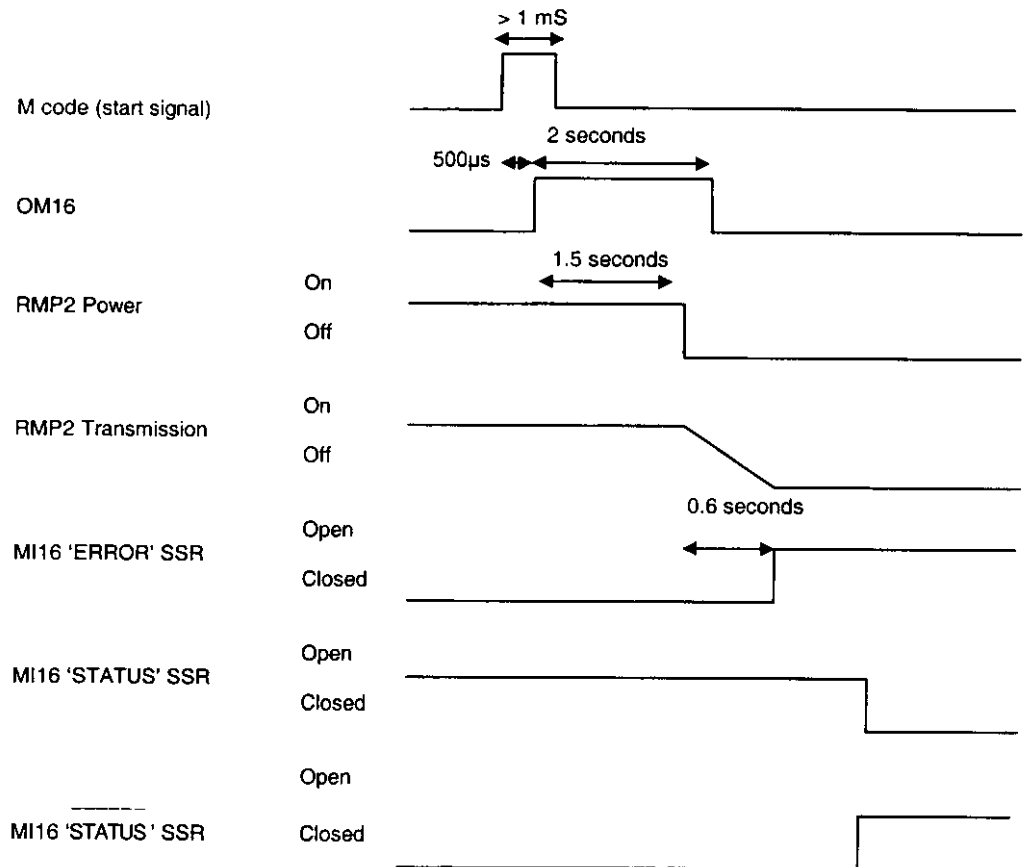 > 1 mS
M code (start signal)
2 seconds
500µs
OM16
1.5 seconds
On
RMP2 Power
Off
On
RMP2 Transmission
Off
0.6 seconds
Open
MI16 'ERROR' SSR
Closed
Open
MI16 'STATUS' SSR
Closed
Open
MI16 'STATUS' SSR
Closed